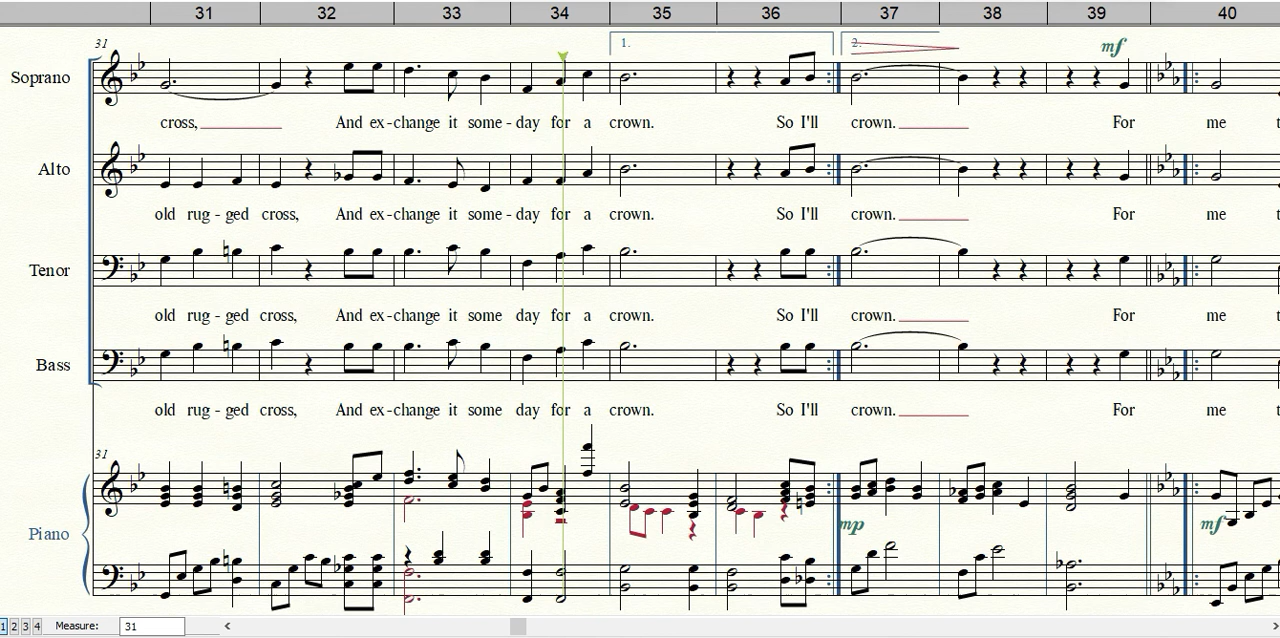 31 32 33 34 35 36 37 38 39 40
31 1. 2. mf
Soprano
cross, And ex-change it some-day for a crown. So I'll crown. For me t
Alto
old rug-ged cross, And ex-change it some-day for a crown. So I'll crown. For me t
Tenor
old rug-ged cross, And ex-change it some day for a crown. So I'll crown. For me t
Bass
old rug-ged cross, And ex-change it some day for a crown. So I'll crown. For me t
31
Piano mp mf
1 2 3 4 Measure: 31